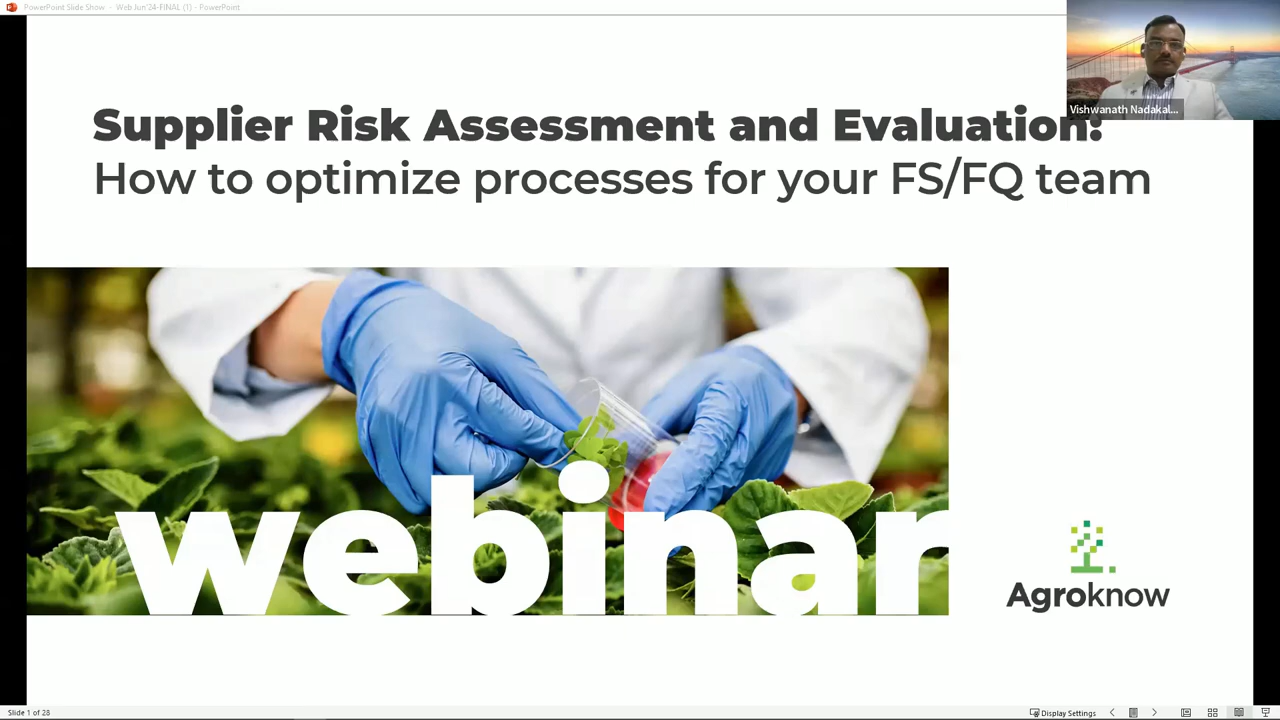 PowerPoint Slide Show - Web Jun'24-FINAL (1) - PowerPoint
Vishwanath Nadakal...
Supplier Risk Assessment and Evaluation:
How to optimize processes for your FS/FQ team
webinar
Agroknow
Slide 1 of 28
Display Settings